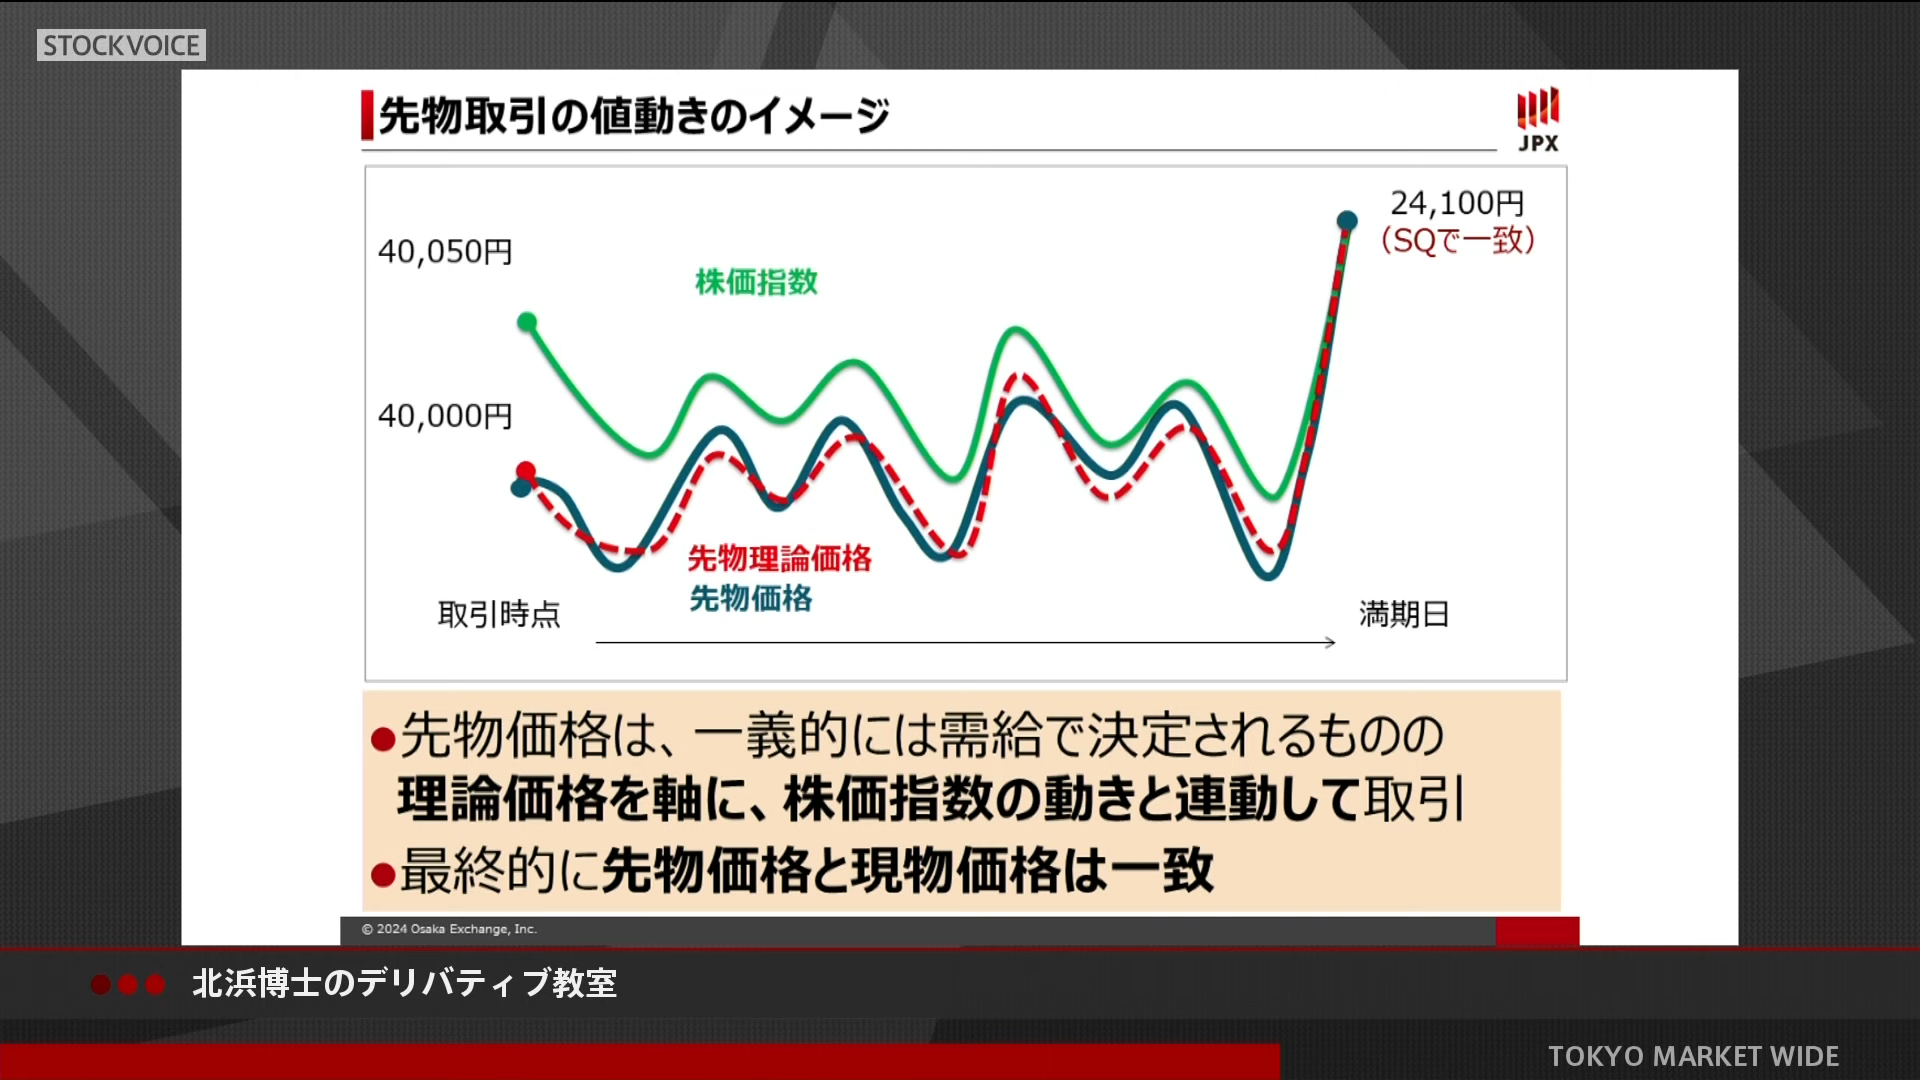 STOCKVOICE
先物取引の値動きのイメージ
JPX
24,100円
(SQで一致)
40,050円
株価指数
40,000円
先物理論価格
先物価格
取引時点
満期日
●先物価格は、一義的には需給で決定されるものの
理論価格を軸に、株価指数の動きと連動して取引
●最終的に先物価格と現物価格は一致
© 2024 Osaka Exchange, Inc.
北浜博士のデリバティブ教室
TOKYO MARKET WIDE